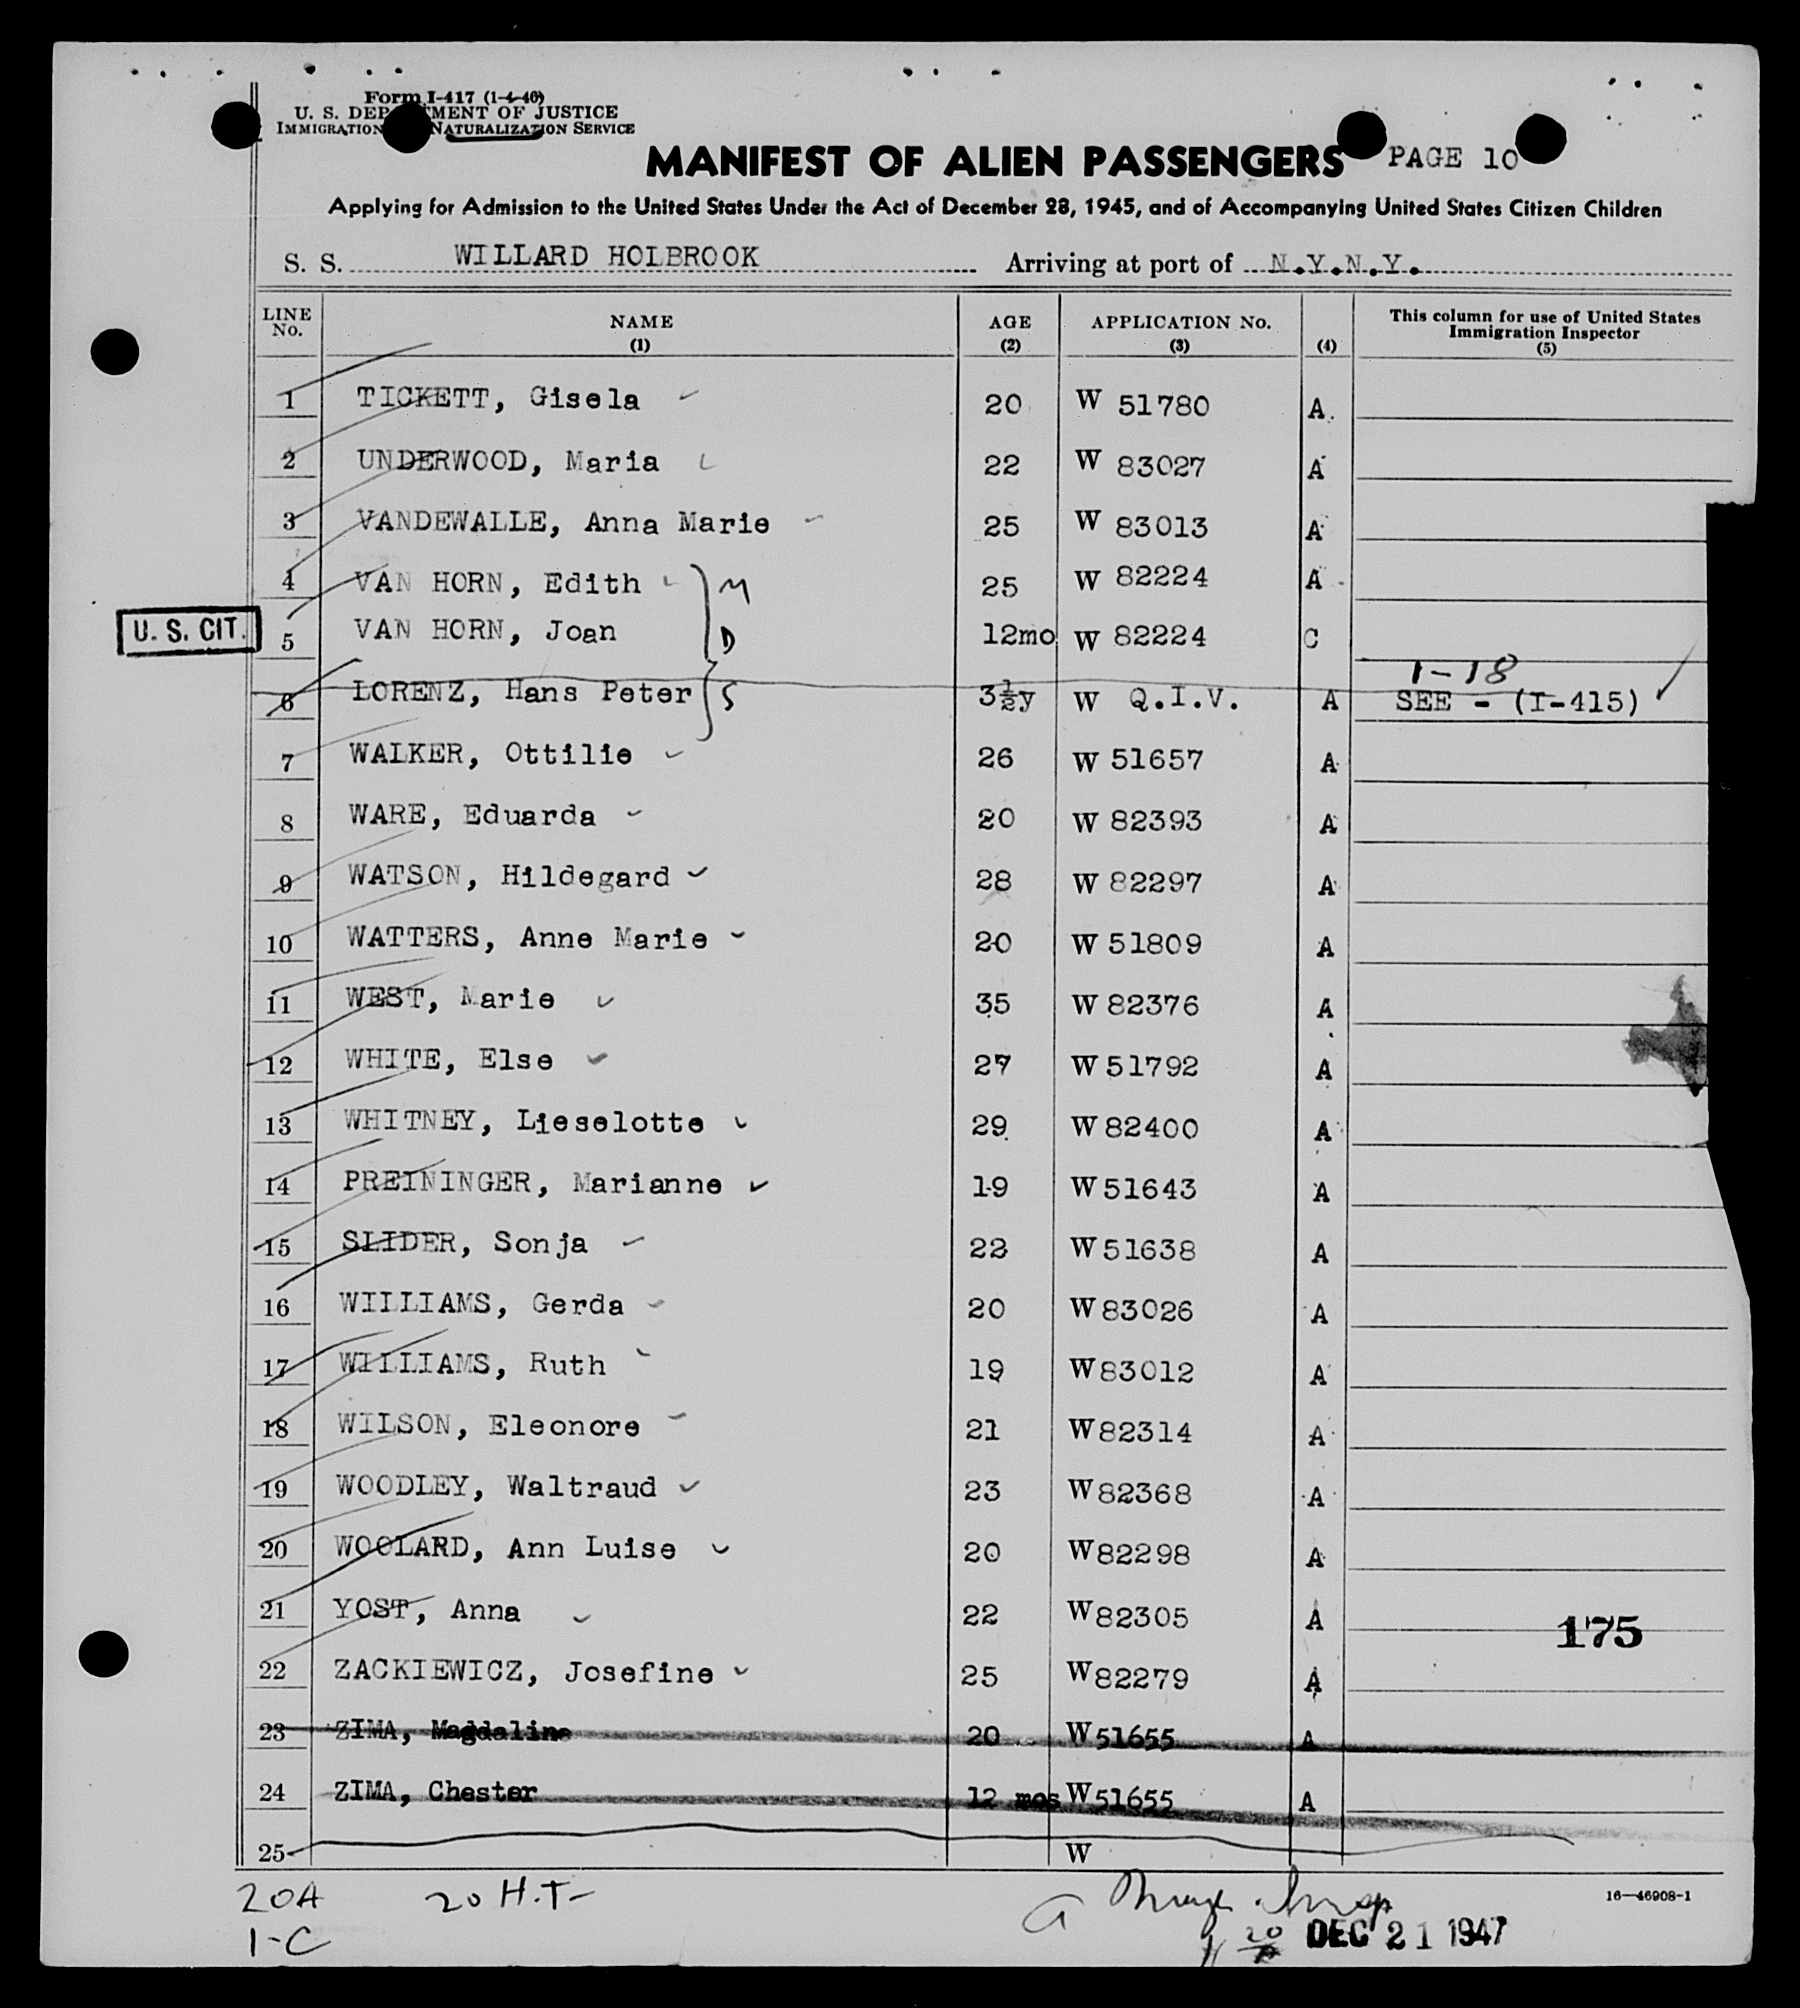 Form I-417 (1-4-46)
U. S. DEPARTMENT OF JUSTICE
IMMIGRATION NATURALIZATION SERVICE
MANIFEST OF ALIEN PASSENGERS PAGE 10
Applying for Admission to the United States Under the Act of December 28, 1945, and of Accompanying United States Citizen Children
S. S. WILLARD HOLBROOK Arriving at port of N.Y.N.Y.
LINE No. NAME (1) AGE (2) APPLICATION No. (3) (4) This column for use of United States Immigration Inspector (5)
1 TICKETT, Gisela 20 W 51780 A
2 UNDERWOOD, Maria 22 W 83027 A
3 VANDEWALLE, Anna Marie 25 W 83013 A
4 VAN HORN, Edith M 25 W 82224 A
U. S. CIT. 5 VAN HORN, Joan D 12mo W 82224 C
6 LORENZ, Hans Peter S 3½y W Q.I.V. A 1-18 SEE - (I-415)
7 WALKER, Ottilie 26 W 51657 A
8 WARE, Eduarda 20 W 82393 A
9 WATSON, Hildegard 28 W 82297 A
10 WATTERS, Anne Marie 20 W 51809 A
11 WEST, Marie 35 W 82376 A
12 WHITE, Else 27 W 51792 A
13 WHITNEY, Lieselotte 29 W 82400 A
14 PREININGER, Marianne 19 W 51643 A
15 SLIDER, Sonja 22 W 51638 A
16 WILLIAMS, Gerda 20 W 83026 A
17 WILLIAMS, Ruth 19 W 83012 A
18 WILSON, Eleonore 21 W 82314 A
19 WOODLEY, Waltraud 23 W 82368 A
20 WOOLARD, Ann Luise 20 W 82298 A
21 YOST, Anna 22 W 82305 A 175
22 ZACKIEWICZ, Josefine 25 W 82279 A
23 ZIMA, Magdaline 20 W 51655 A
24 ZIMA, Chester 12 mos W 51655 A
25 W
20A 20 H.T- 16—46908-1
1-C DEC 21 1947